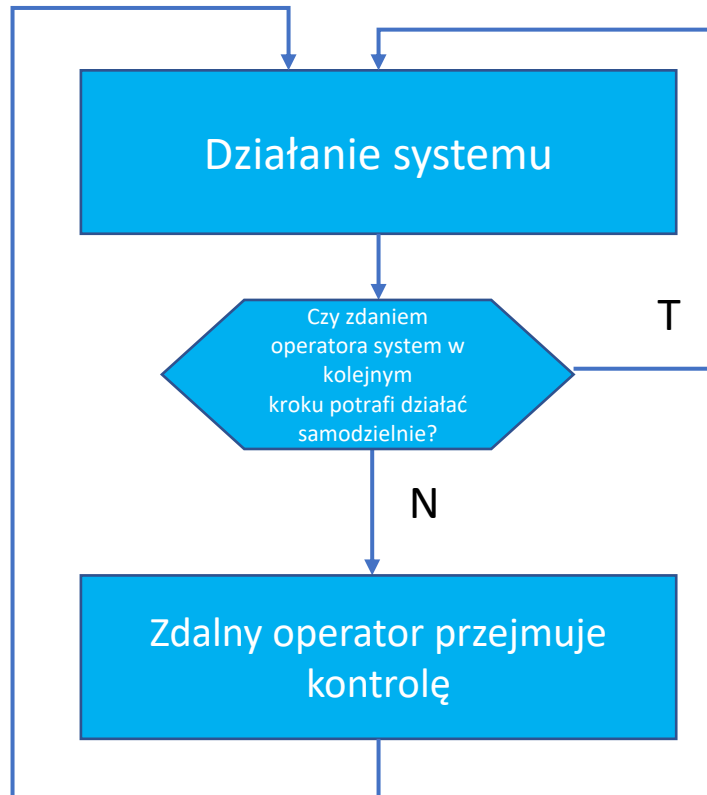 Działanie systemu
Czy zdaniem
operatora system w
kolejnym
kroku potrafi działać
samodzielnie?
T
N
Zdalny operator przejmuje
kontrolę